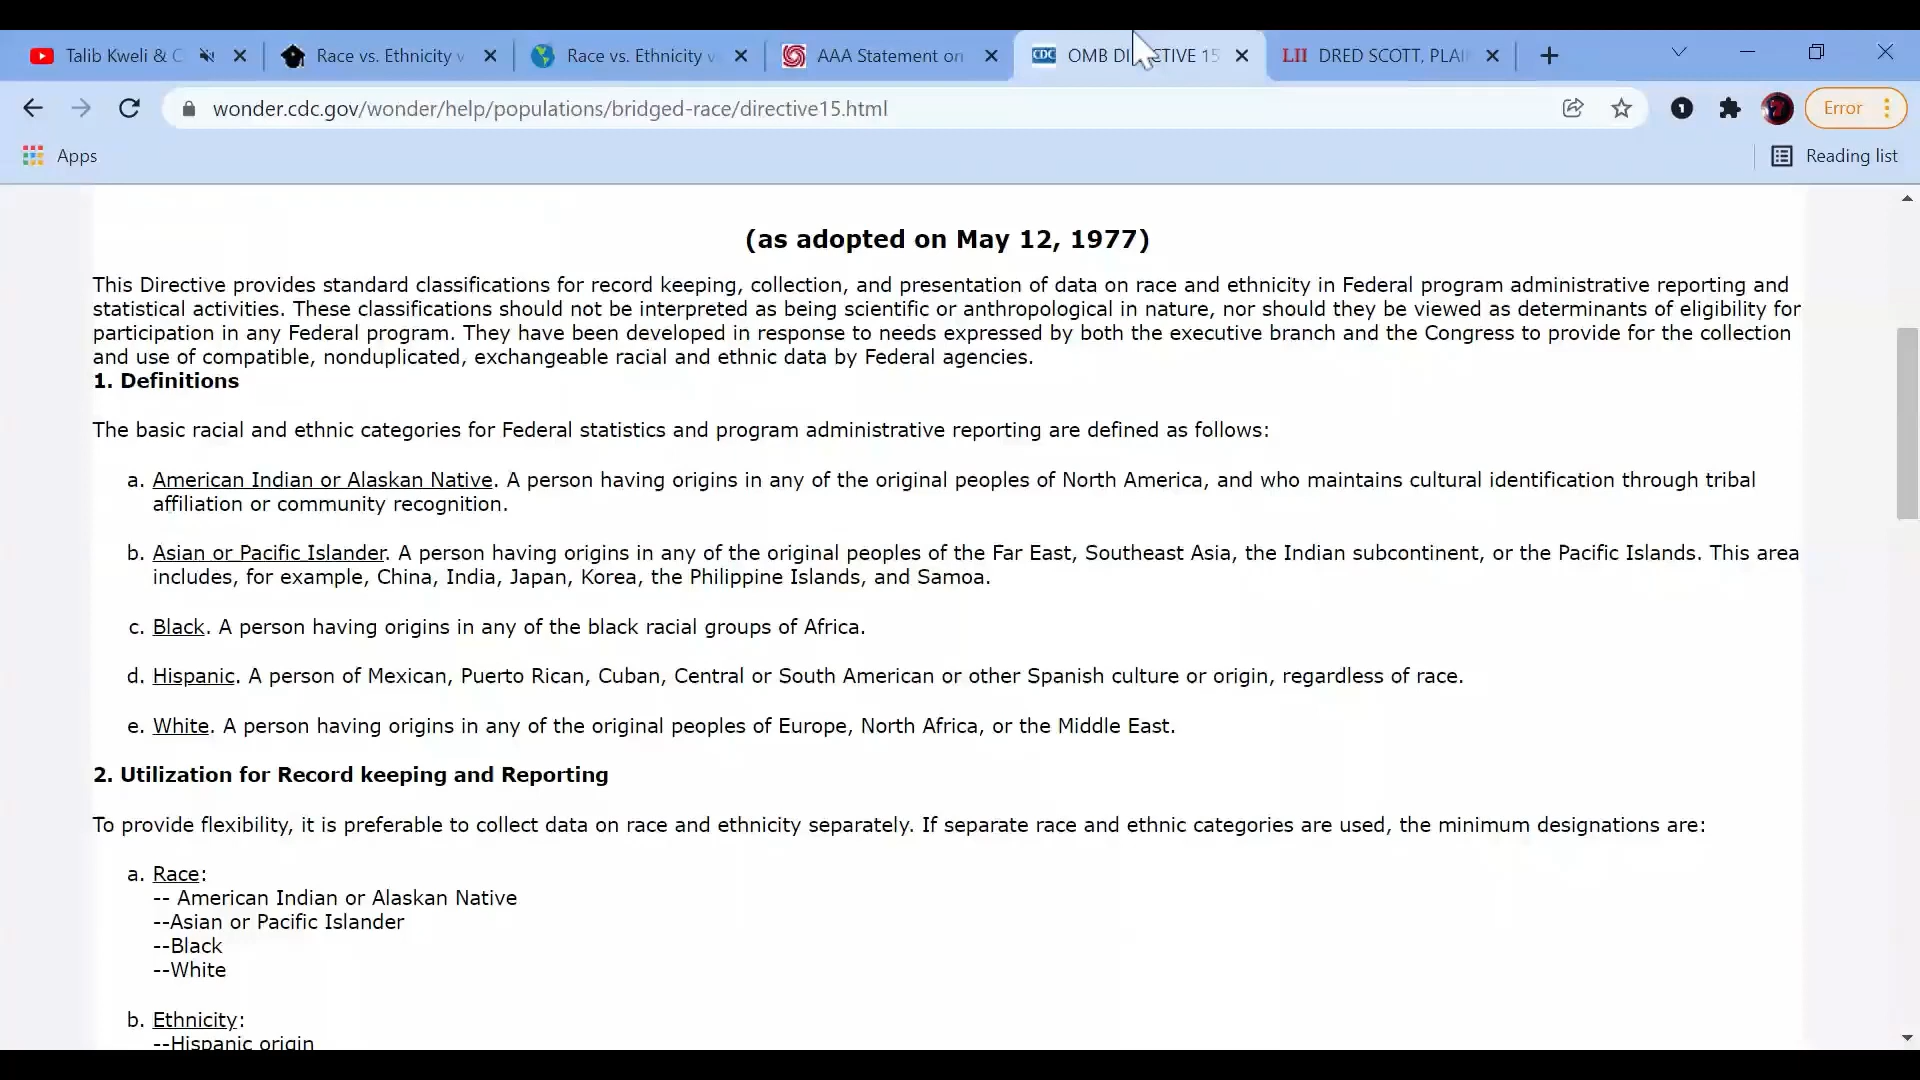 Talib Kweli & C
Race vs. Ethnicity v
Race vs. Ethnicity v
AAA Statement on
CDC
OMB DI CTIVE 15
LII
DRED SCOTT, PLAI
wonder.cdc.gov/wonder/help/populations/bridged-race/directive15.html
Error
Apps
Reading list
(as adopted on May 12, 1977)
This Directive provides standard classifications for record keeping, collection, and presentation of data on race and ethnicity in Federal program administrative reporting and
statistical activities. These classifications should not be interpreted as being scientific or anthropological in nature, nor should they be viewed as determinants of eligibility for
participation in any Federal program. They have been developed in response to needs expressed by both the executive branch and the Congress to provide for the collection
and use of compatible, nonduplicated, exchangeable racial and ethnic data by Federal agencies.
1. Definitions
The basic racial and ethnic categories for Federal statistics and program administrative reporting are defined as follows:
a. American Indian or Alaskan Native. A person having origins in any of the original peoples of North America, and who maintains cultural identification through tribal
affiliation or community recognition.
b. Asian or Pacific Islander. A person having origins in any of the original peoples of the Far East, Southeast Asia, the Indian subcontinent, or the Pacific Islands. This area
includes, for example, China, India, Japan, Korea, the Philippine Islands, and Samoa.
c. Black. A person having origins in any of the black racial groups of Africa.
d. Hispanic. A person of Mexican, Puerto Rican, Cuban, Central or South American or other Spanish culture or origin, regardless of race.
e. White. A person having origins in any of the original peoples of Europe, North Africa, or the Middle East.
2. Utilization for Record keeping and Reporting
To provide flexibility, it is preferable to collect data on race and ethnicity separately. If separate race and ethnic categories are used, the minimum designations are:
a. Race:
-- American Indian or Alaskan Native
--Asian or Pacific Islander
--Black
--White
b. Ethnicity:
--Hispanic origin